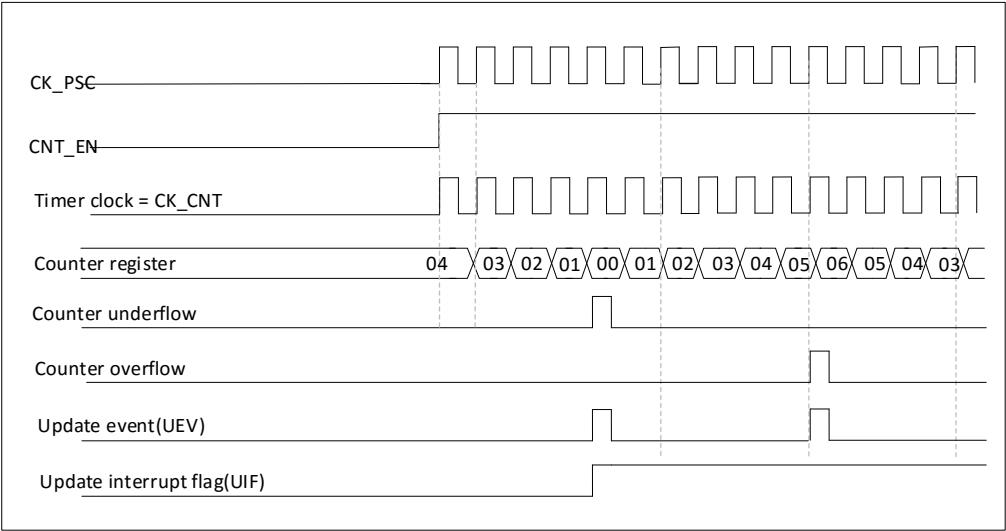 CK_PSC
CNT_EN
Timer clock = CK_CNT
Counter register 04 03 02 01 00 01 02 03 04 05 06 05 04 03
Counter underflow
Counter overflow
Update event(UEV)
Update interrupt flag(UIF)